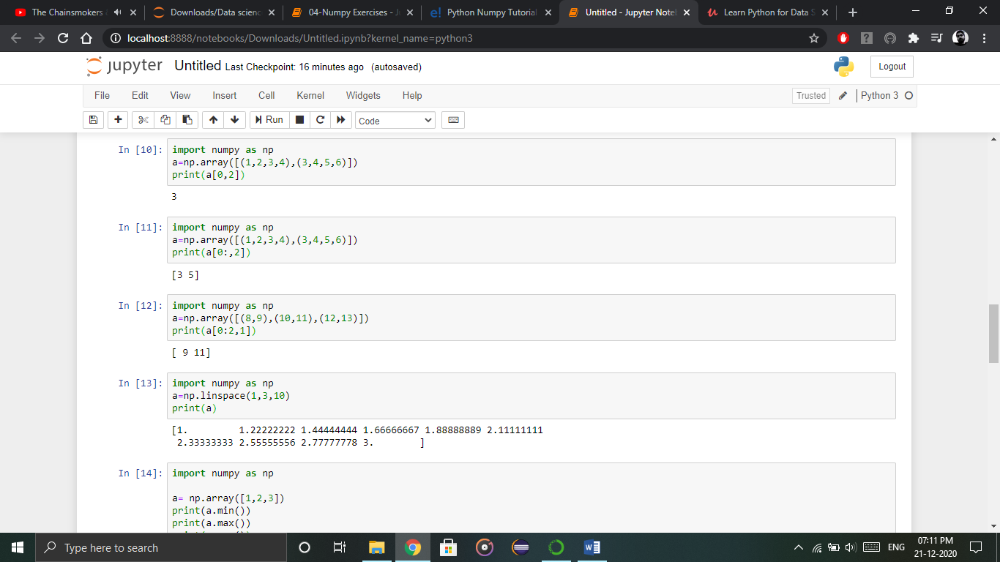 The Chainsmokers
Downloads/Data scienc
04-Numpy Exercises - J
Python Numpy Tutorial
Untitled - Jupyter Note
Learn Python for Data S
localhost:8888/notebooks/Downloads/Untitled.ipynb?kernel_name=python3
jupyter Untitled Last Checkpoint: 16 minutes ago (autosaved)
Logout
File Edit View Insert Cell Kernel Widgets Help
Trusted Python 3
Run Code
In [10]: import numpy as np
a=np.array([(1,2,3,4),(3,4,5,6)])
print(a[0,2])
3
In [11]: import numpy as np
a=np.array([(1,2,3,4),(3,4,5,6)])
print(a[0:,2])
[3 5]
In [12]: import numpy as np
a=np.array([(8,9),(10,11),(12,13)])
print(a[0:2,1])
[ 9 11]
In [13]: import numpy as np
a=np.linspace(1,3,10)
print(a)
[1.         1.22222222 1.44444444 1.66666667 1.88888889 2.11111111
 2.33333333 2.55555556 2.77777778 3.        ]
In [14]: import numpy as np
a= np.array([1,2,3])
print(a.min())
print(a.max())
Type here to search
ENG
07:11 PM
21-12-2020